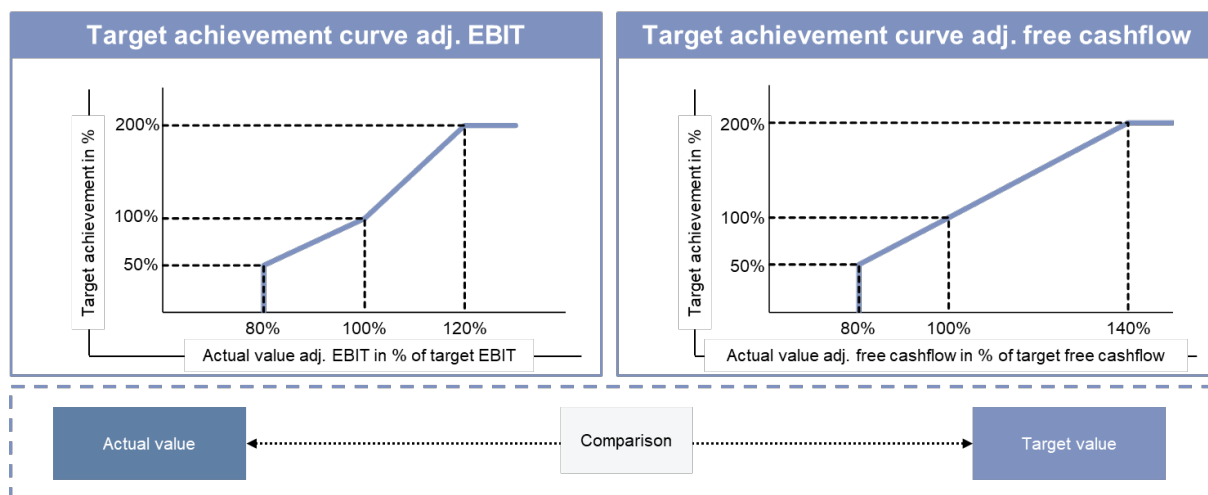 Target achievement curve adj. EBIT
Target achievement in %
200%
100%
50%
80%
100%
120%
Actual value adj. EBIT in % of target EBIT
Target achievement curve adj. free cashflow
Target achievement in %
200%
100%
50%
80%
100%
140%
Actual value adj. free cashflow in % of target free cashflow
Actual value
Comparison
Target value